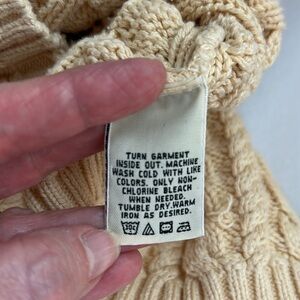 TURN GARMENT
INSIDE OUT. MACHINE
WASH COLD WITH LIKE
COLORS. ONLY NON-
CHLORINE BLEACH
WHEN NEEDED.
TUMBLE DRY. WARM
IRON AS DESIRED.